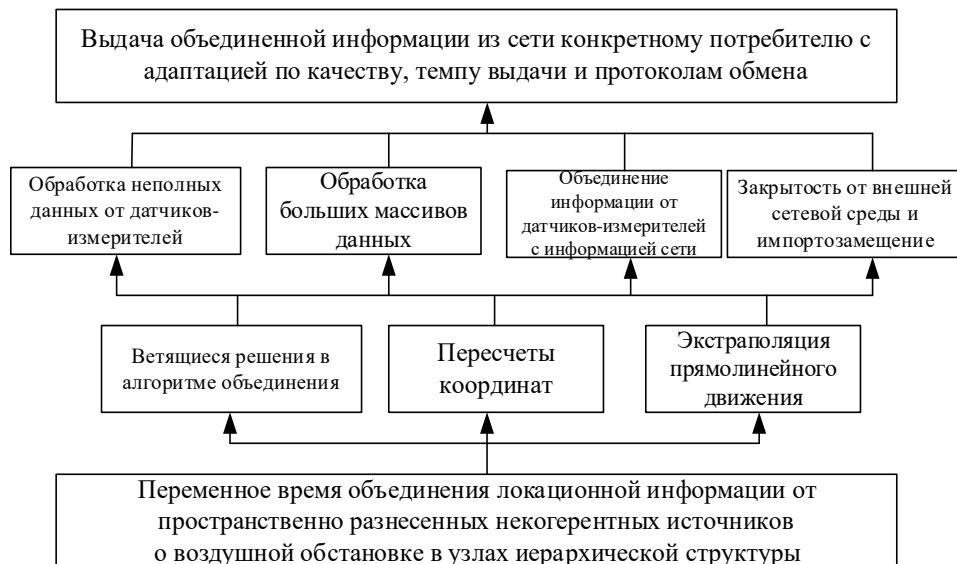 Выдача объединенной информации из сети конкретному потребителю с
адаптацией по качеству, темпу выдачи и протоколам обмена
Обработка неполных
данных от датчиков-
измерителей
Обработка
больших массивов
данных
Объединение
информации от
датчиков-измерителей
с информацией сети
Закрытость от внешней
сетевой среды и
импортозамещение
Ветящиеся решения в
алгоритме объединения
Пересчеты
координат
Экстраполяция
прямолинейного
движения
Переменное время объединения локационной информации от
пространственно разнесенных некогерентных источников
о воздушной обстановке в узлах иерархической структуры